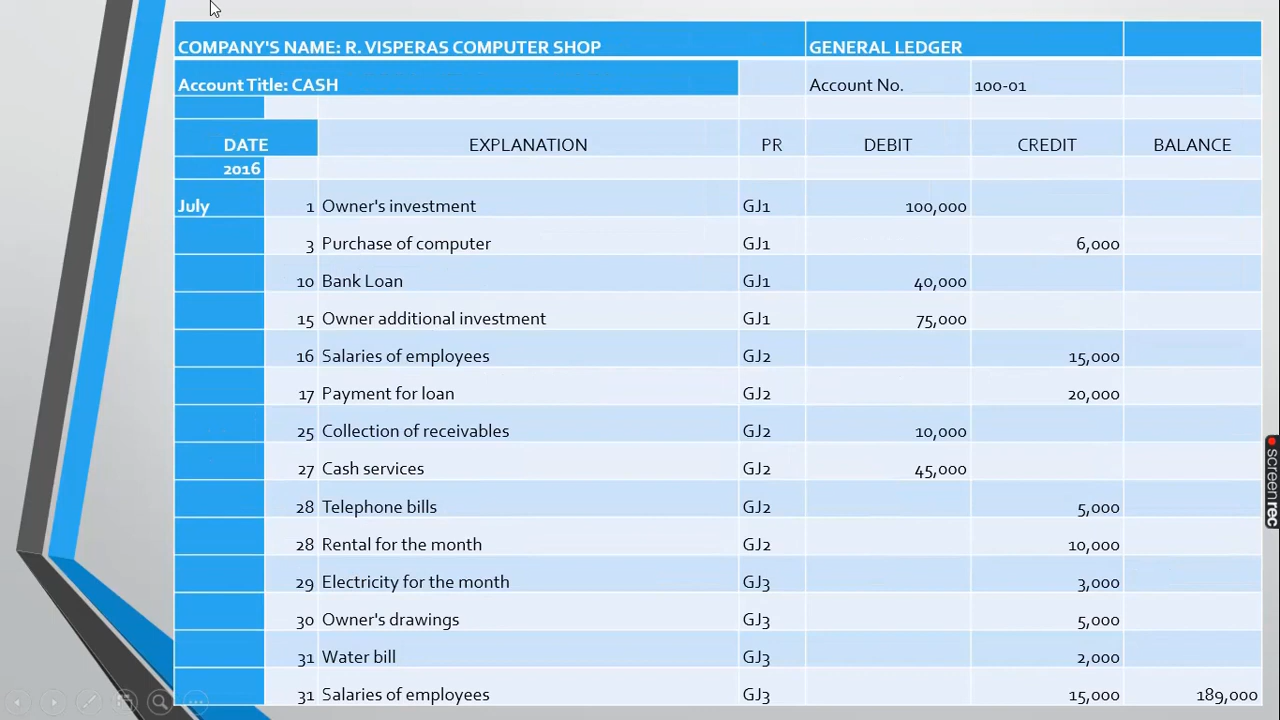 COMPANY'S NAME: R. VISPERAS COMPUTER SHOP GENERAL LEDGER
Account Title: CASH Account No. 100-01
DATE EXPLANATION PR DEBIT CREDIT BALANCE
2016
July 1 Owner's investment GJ1 100,000
3 Purchase of computer GJ1 6,000
10 Bank Loan GJ1 40,000
15 Owner additional investment GJ1 75,000
16 Salaries of employees GJ2 15,000
17 Payment for loan GJ2 20,000
25 Collection of receivables GJ2 10,000
27 Cash services GJ2 45,000
28 Telephone bills GJ2 5,000
28 Rental for the month GJ2 10,000
29 Electricity for the month GJ3 3,000
30 Owner's drawings GJ3 5,000
31 Water bill GJ3 2,000
31 Salaries of employees GJ3 15,000 189,000
screenrec